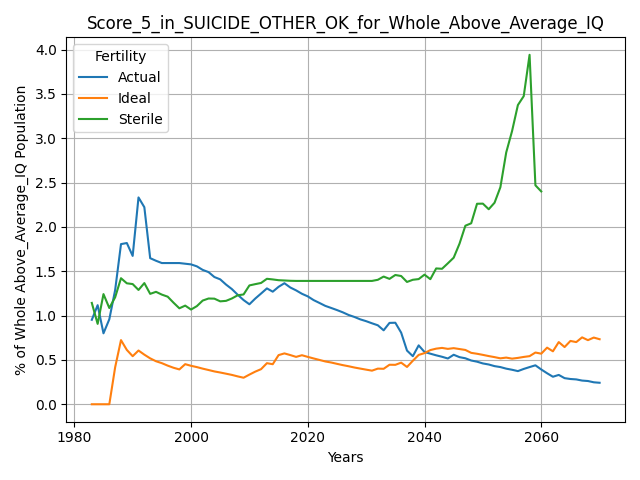 Score_5_in_SUICIDE_OTHER_OK_for_Whole_Above_Average_IQ
% of Whole Above_Average_IQ Population
4.0
3.5
3.0
2.5
2.0
1.5
1.0
0.5
0.0
Fertility
Actual
Ideal
Sterile
1980
2000
2020
2040
2060
Years